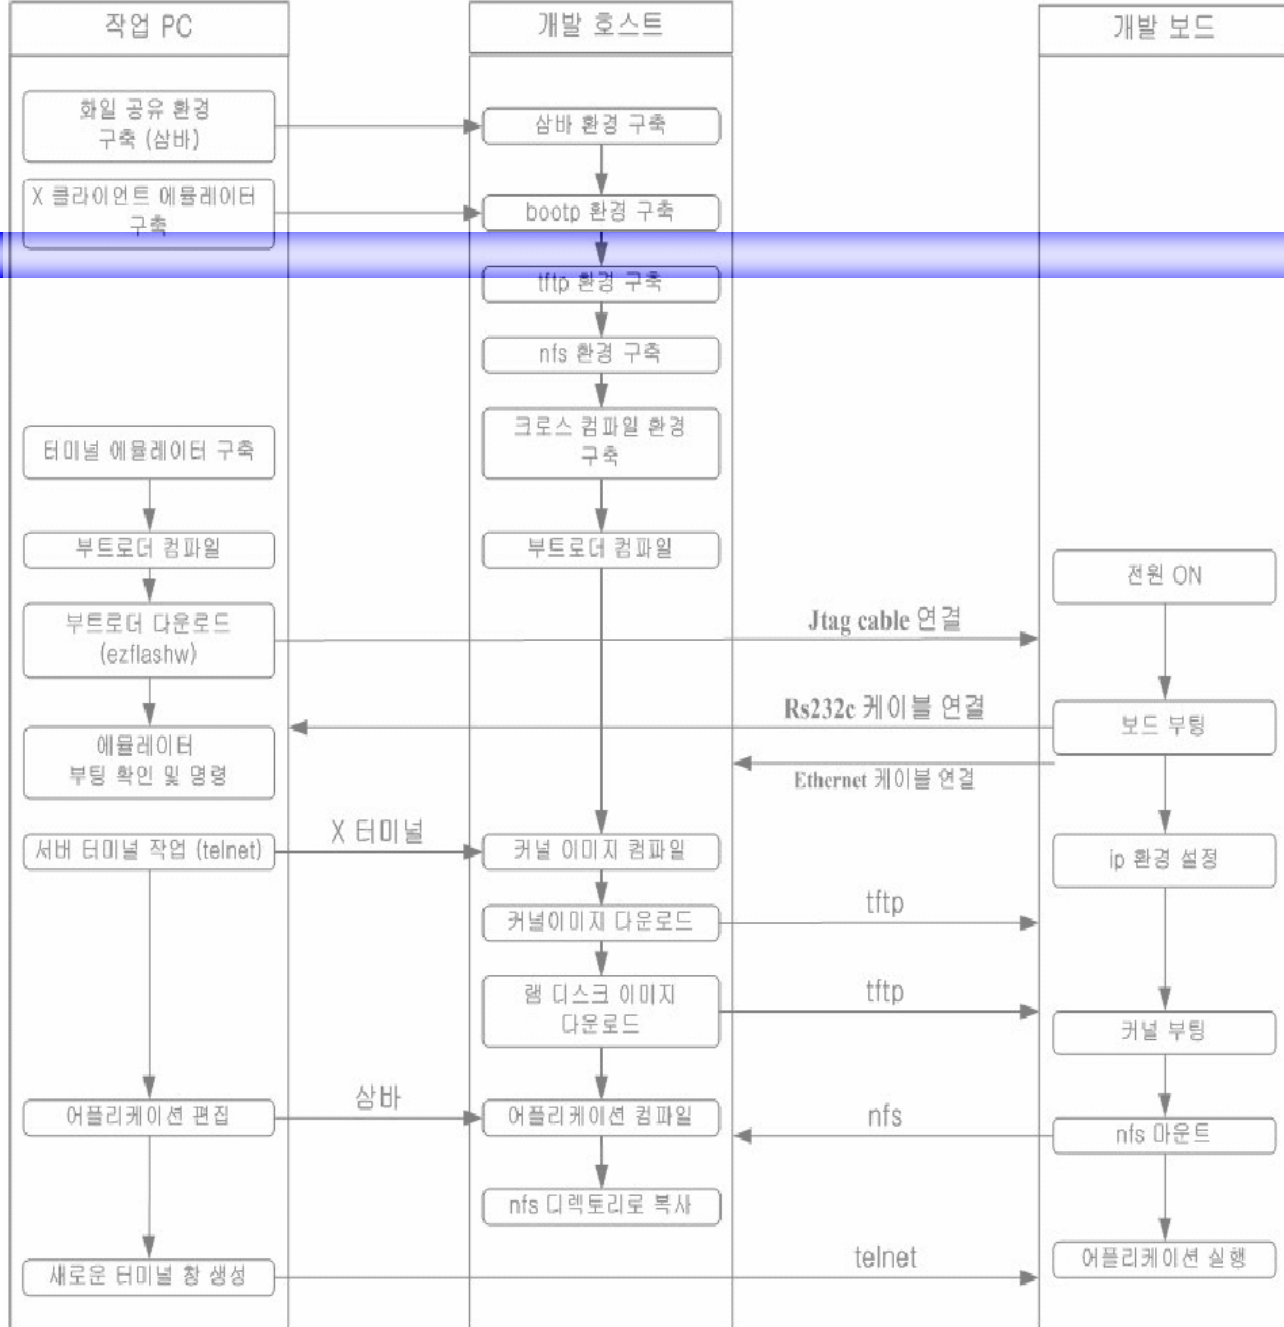 작업 PC
개발 호스트
개발 보드
화일 공유 환경
구축 (삼바)
삼바 환경 구축
X 클라이언트 에뮬레이터
구축
bootp 환경 구축
tftp 환경 구축
nfs 환경 구축
크로스 컴파일 환경
구축
터미널 에뮬레이터 구축
부트로더 컴파일
부트로더 컴파일
전원 ON
부트로더 다운로드
(ezflashw)
Jtag cable 연결
Rs232c 케이블 연결
보드 부팅
에뮬레이터
부팅 확인 및 명령
Ethernet 케이블 연결
서버 터미널 작업 (telnet)
X 터미널
커널 이미지 컴파일
ip 환경 설정
커널이미지 다운로드
tftp
램 디스크 이미지
다운로드
tftp
커널 부팅
어플리케이션 편집
삼바
어플리케이션 컴파일
nfs
nfs 마운트
nfs 디렉토리로 복사
새로운 터미널 창 생성
telnet
어플리케이션 실행